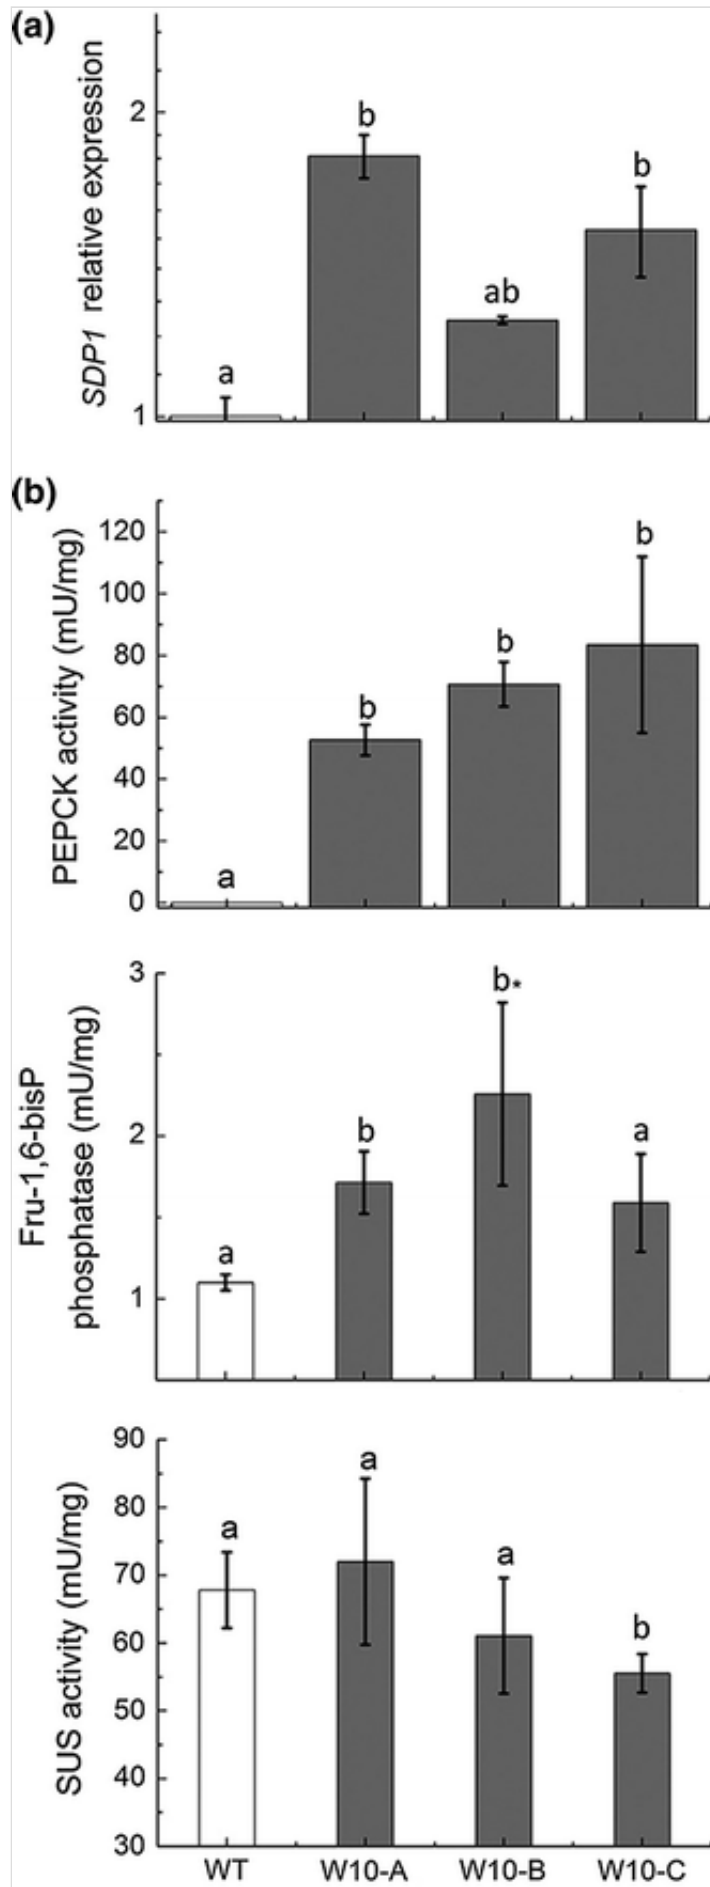 (a)
SDP1 relative expression
2
1
a
b
ab
b
(b)
PEPCK activity (mU/mg)
120
100
80
60
40
20
0
a
b
b
b
Fru-1,6-bisP
phosphatase (mU/mg)
3
2
1
a
b
b*
a
SUS activity (mU/mg)
90
80
70
60
50
40
30
a
a
a
b
WT W10-A W10-B W10-C